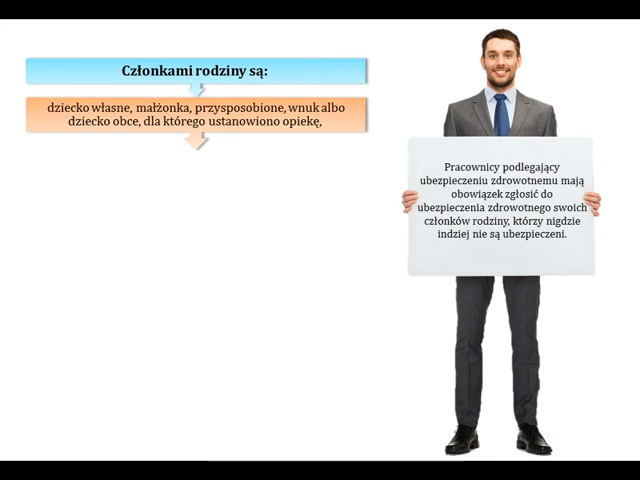 Członkami rodziny są:
dziecko własne, małżonka, przysposobione, wnuk albo
dziecko obce, dla którego ustanowiono opiekę,
Pracownicy podlegający
ubezpieczeniu zdrowotnemu mają
obowiązek zgłosić do
ubezpieczenia zdrowotnego swoich
członków rodziny, którzy nigdzie
indziej nie są ubezpieczeni.